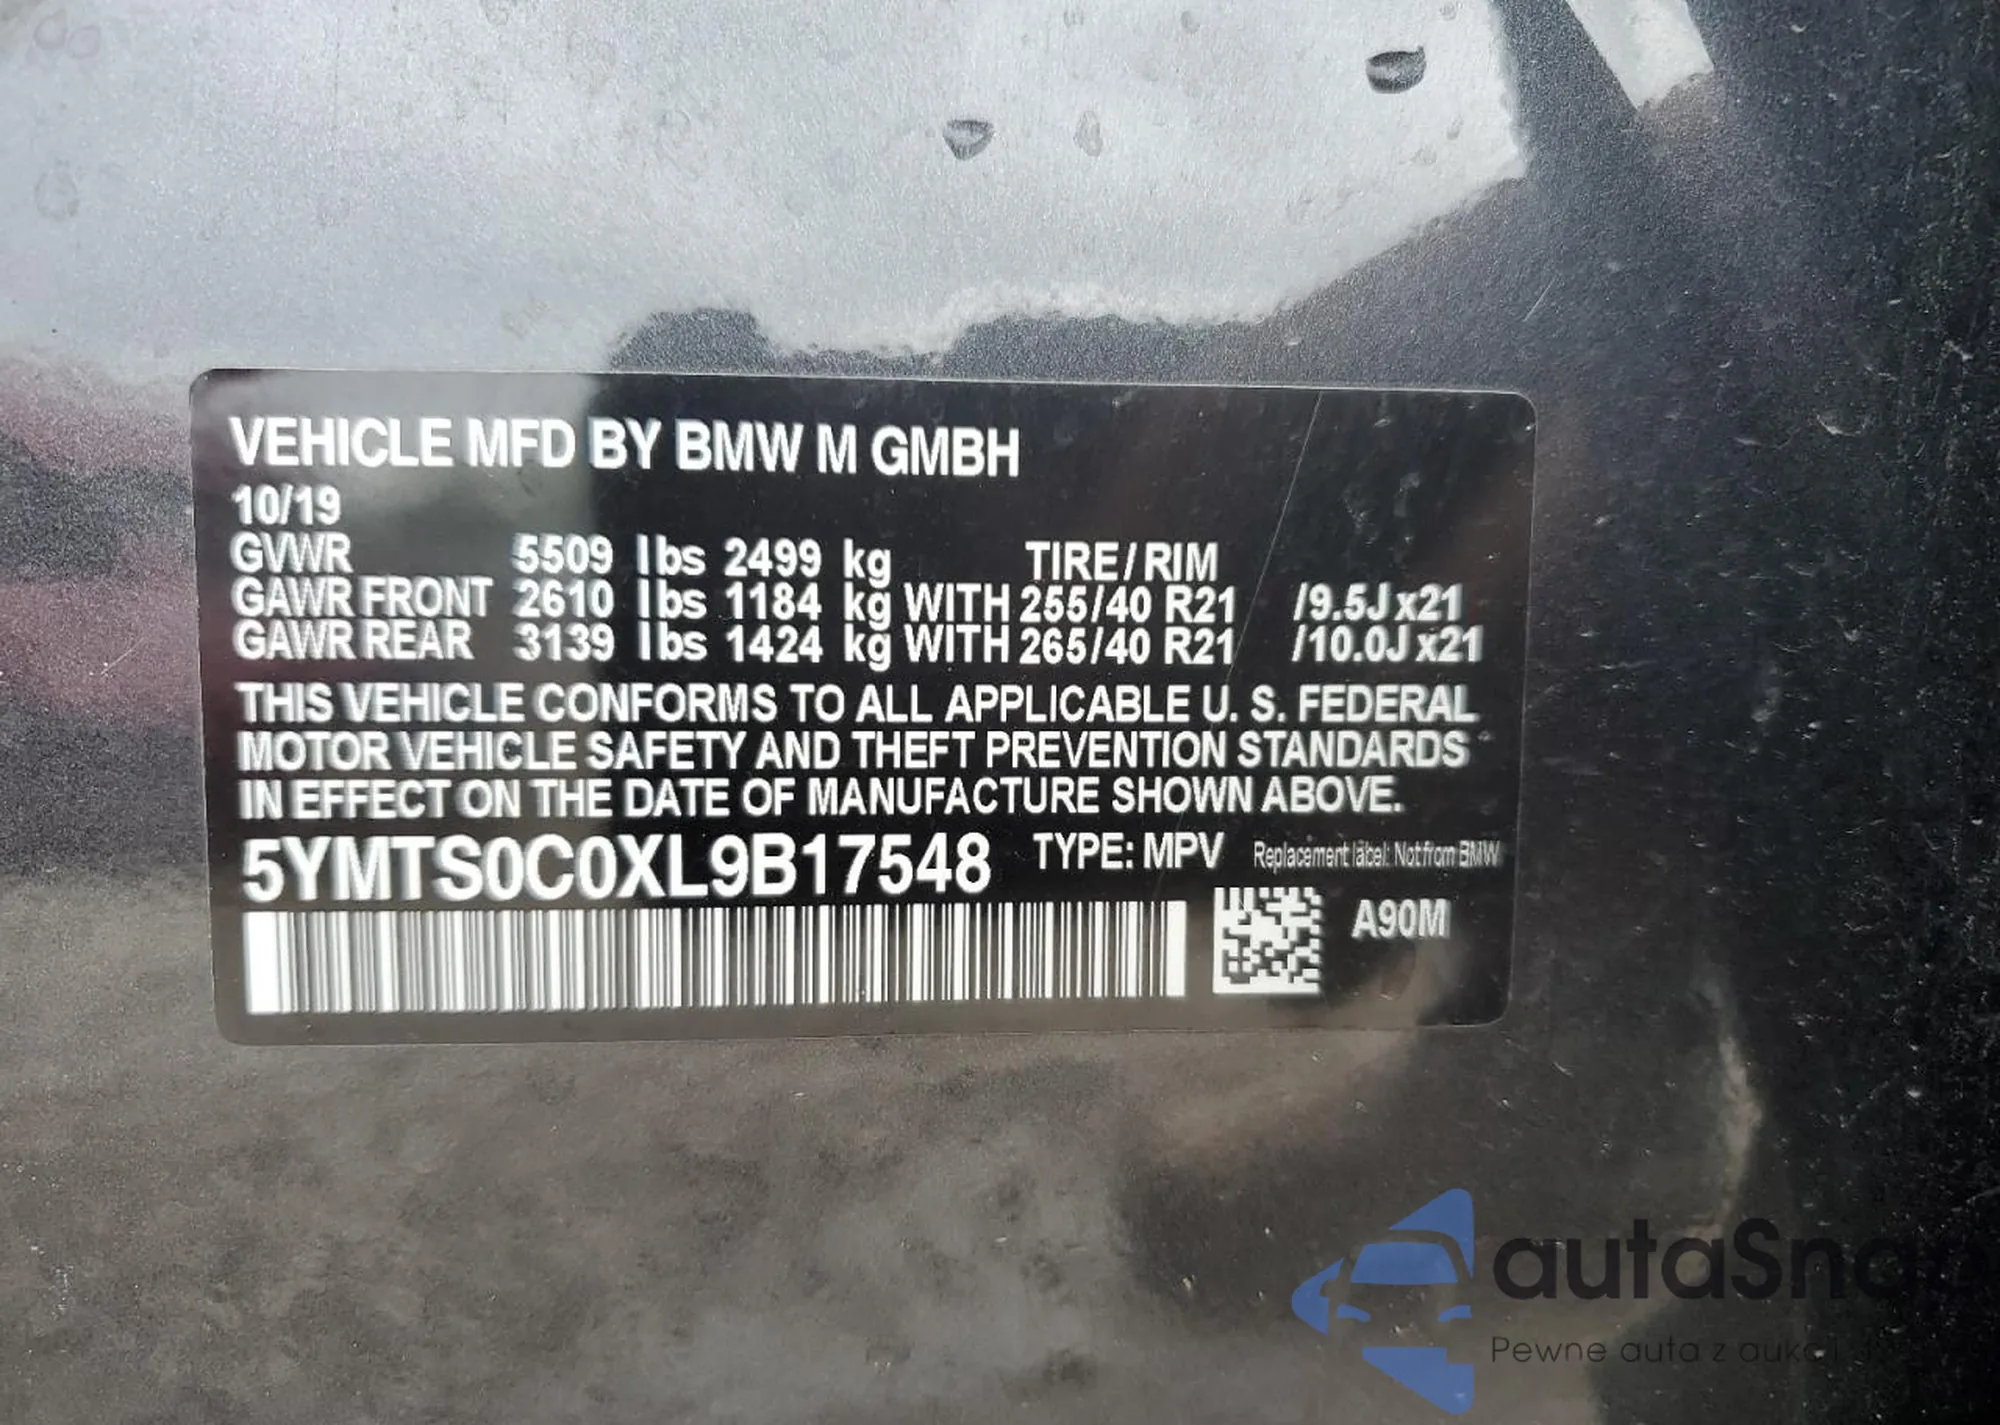 VEHICLE MFD BY BMW M GMBH
10/19
GVWR 5509 lbs 2499 kg TIRE/RIM
GAWR FRONT 2610 lbs 1184 kg WITH 255/40 R21 /9.5J x21
GAWR REAR 3139 lbs 1424 kg WITH 265/40 R21 /10.0J x21
THIS VEHICLE CONFORMS TO ALL APPLICABLE U. S. FEDERAL
MOTOR VEHICLE SAFETY AND THEFT PREVENTION STANDARDS
IN EFFECT ON THE DATE OF MANUFACTURE SHOWN ABOVE.
5YMTS0C0XL9B17548 TYPE: MPV Replacement label: Not from BMW
A90M
autaSna
Pewne auta z aukcji